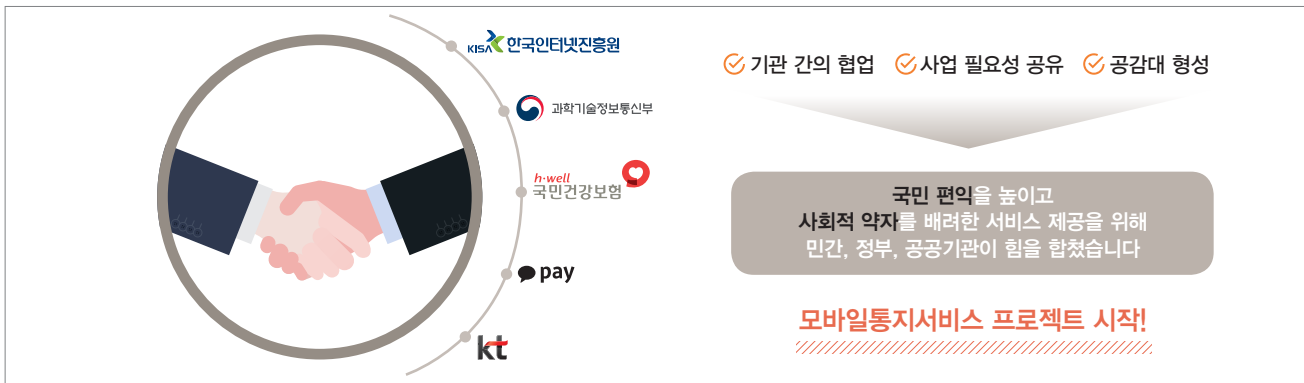 KISA 한국인터넷진흥원
과학기술정보통신부
h·well
국민건강보험
pay
kt
기관 간의 협업 사업 필요성 공유 공감대 형성
국민 편익을 높이고
사회적 약자를 배려한 서비스 제공을 위해
민간, 정부, 공공기관이 힘을 합쳤습니다
모바일통지서비스 프로젝트 시작!